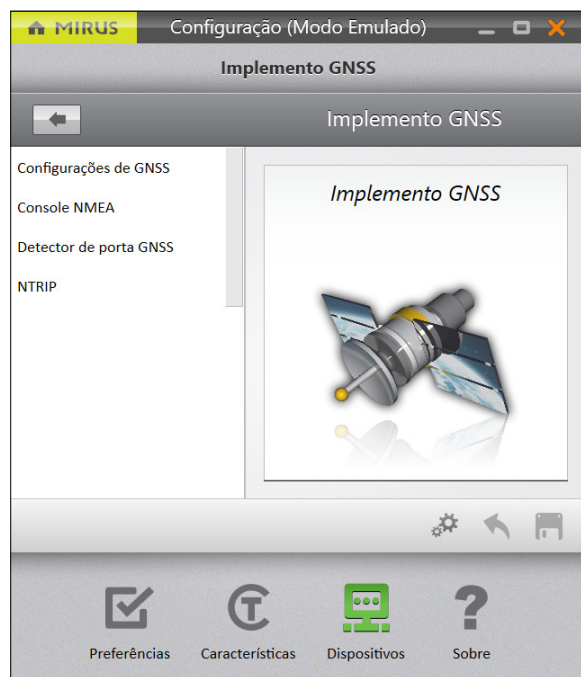 MIRUS Configuração (Modo Emulado)
Implemento GNSS
Implemento GNSS
Configurações de GNSS
Console NMEA
Detector de porta GNSS
NTRIP
Implemento GNSS
Preferências Características Dispositivos Sobre